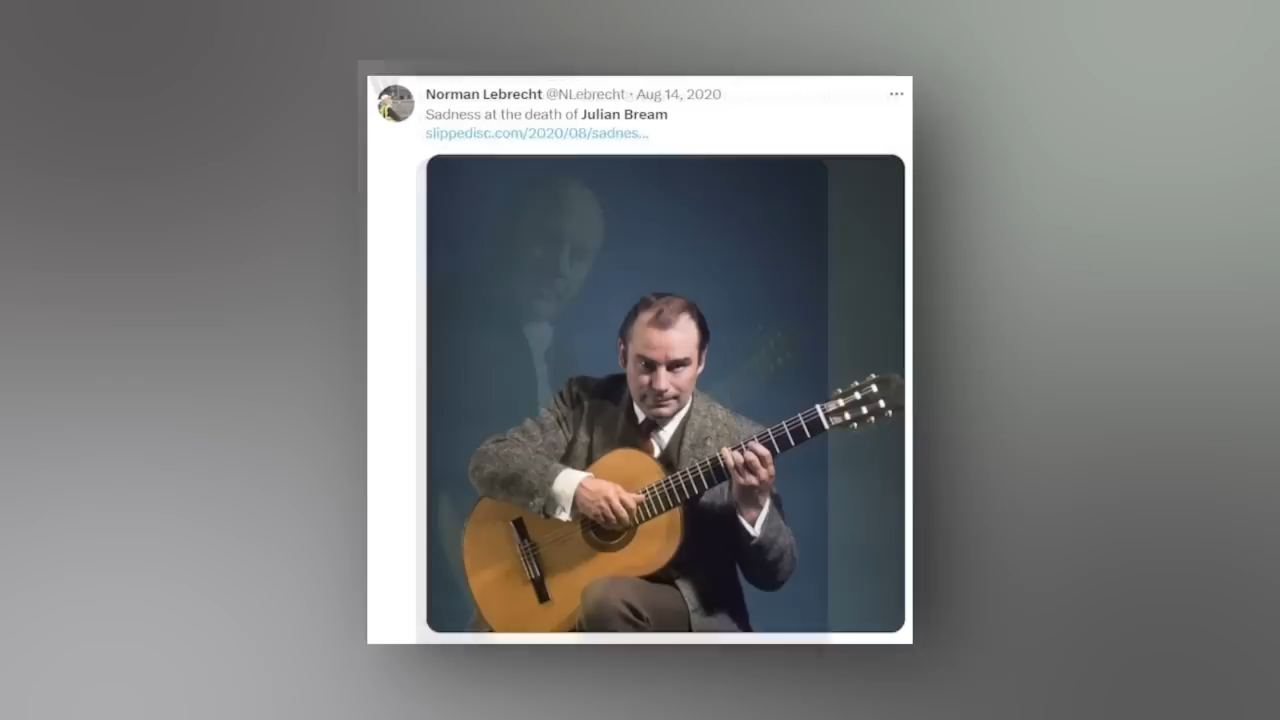 Norman Lebrecht @NLebrecht · Aug 14, 2020
Sadness at the death of Julian Bream
slippedisc.com/2020/08/sadnes...